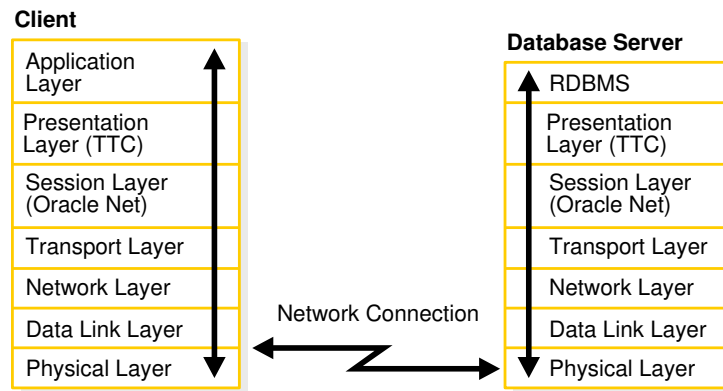 Client
Application
Layer
Presentation
Layer (TTC)
Session Layer
(Oracle Net)
Transport Layer
Network Layer
Data Link Layer
Physical Layer
Network Connection
Database Server
RDBMS
Presentation
Layer (TTC)
Session Layer
(Oracle Net)
Transport Layer
Network Layer
Data Link Layer
Physical Layer